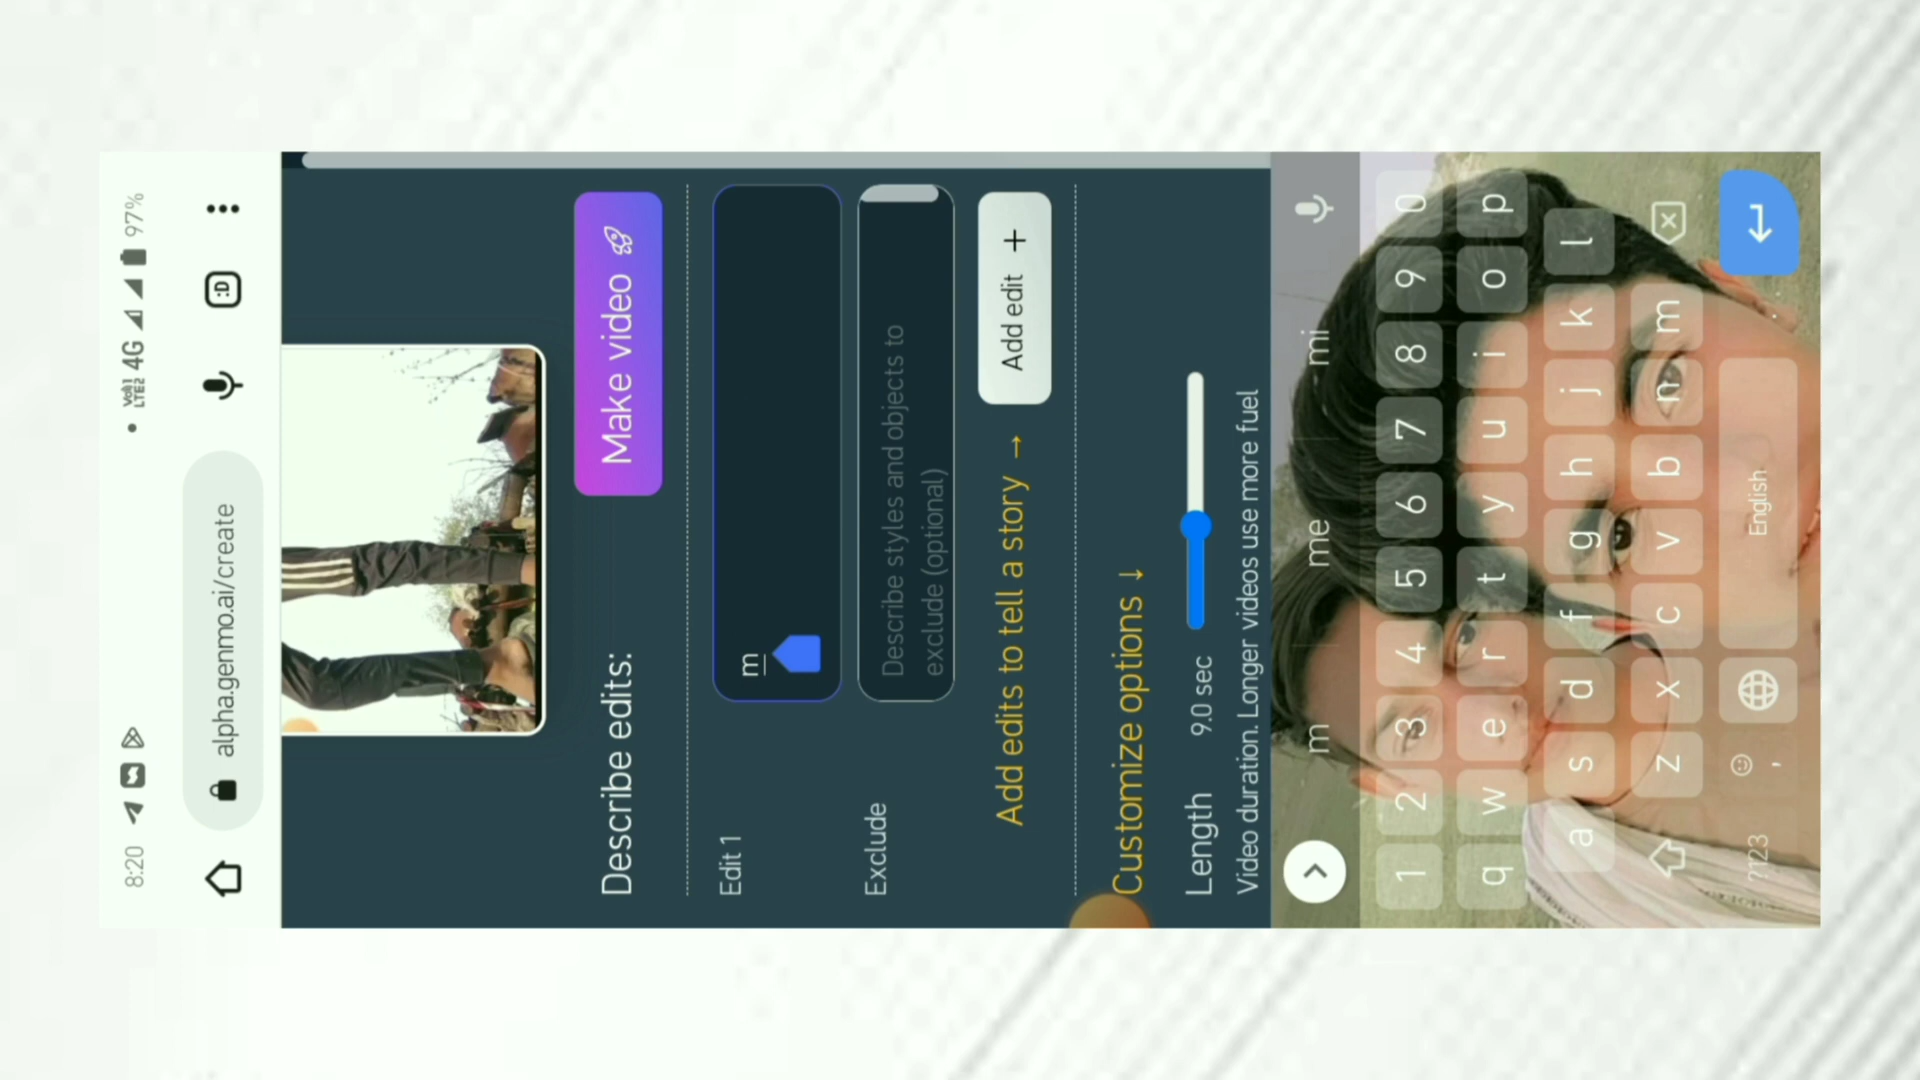 8:20 VoLTE LTE2 4G 97%
alpha.genmo.ai/create :D
Describe edits: Make video
Edit 1 m
Exclude Describe styles and objects to
exclude (optional)
Add edits to tell a story → Add edit +
Customize options ↓
Length 9.0 sec
Video duration. Longer videos use more fuel
m me mi
1 2 3 4 5 6 7 8 9 0
q w e r t y u i o p
a s d f g h j k l
z x c v b n m
?123 , English .